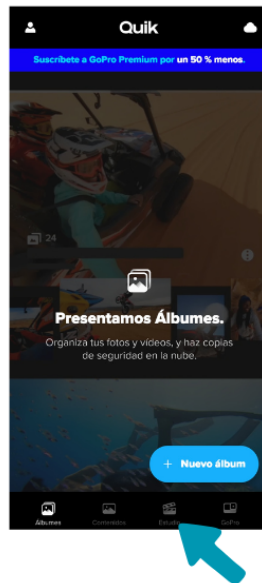 Quik
Suscríbete a GoPro Premium por un 50 % menos.
24
Presentamos Álbumes.
Organiza tus fotos y vídeos, y haz copias
de seguridad en la nube.
+ Nuevo álbum
Álbumes Contenidos Estudio GoPro